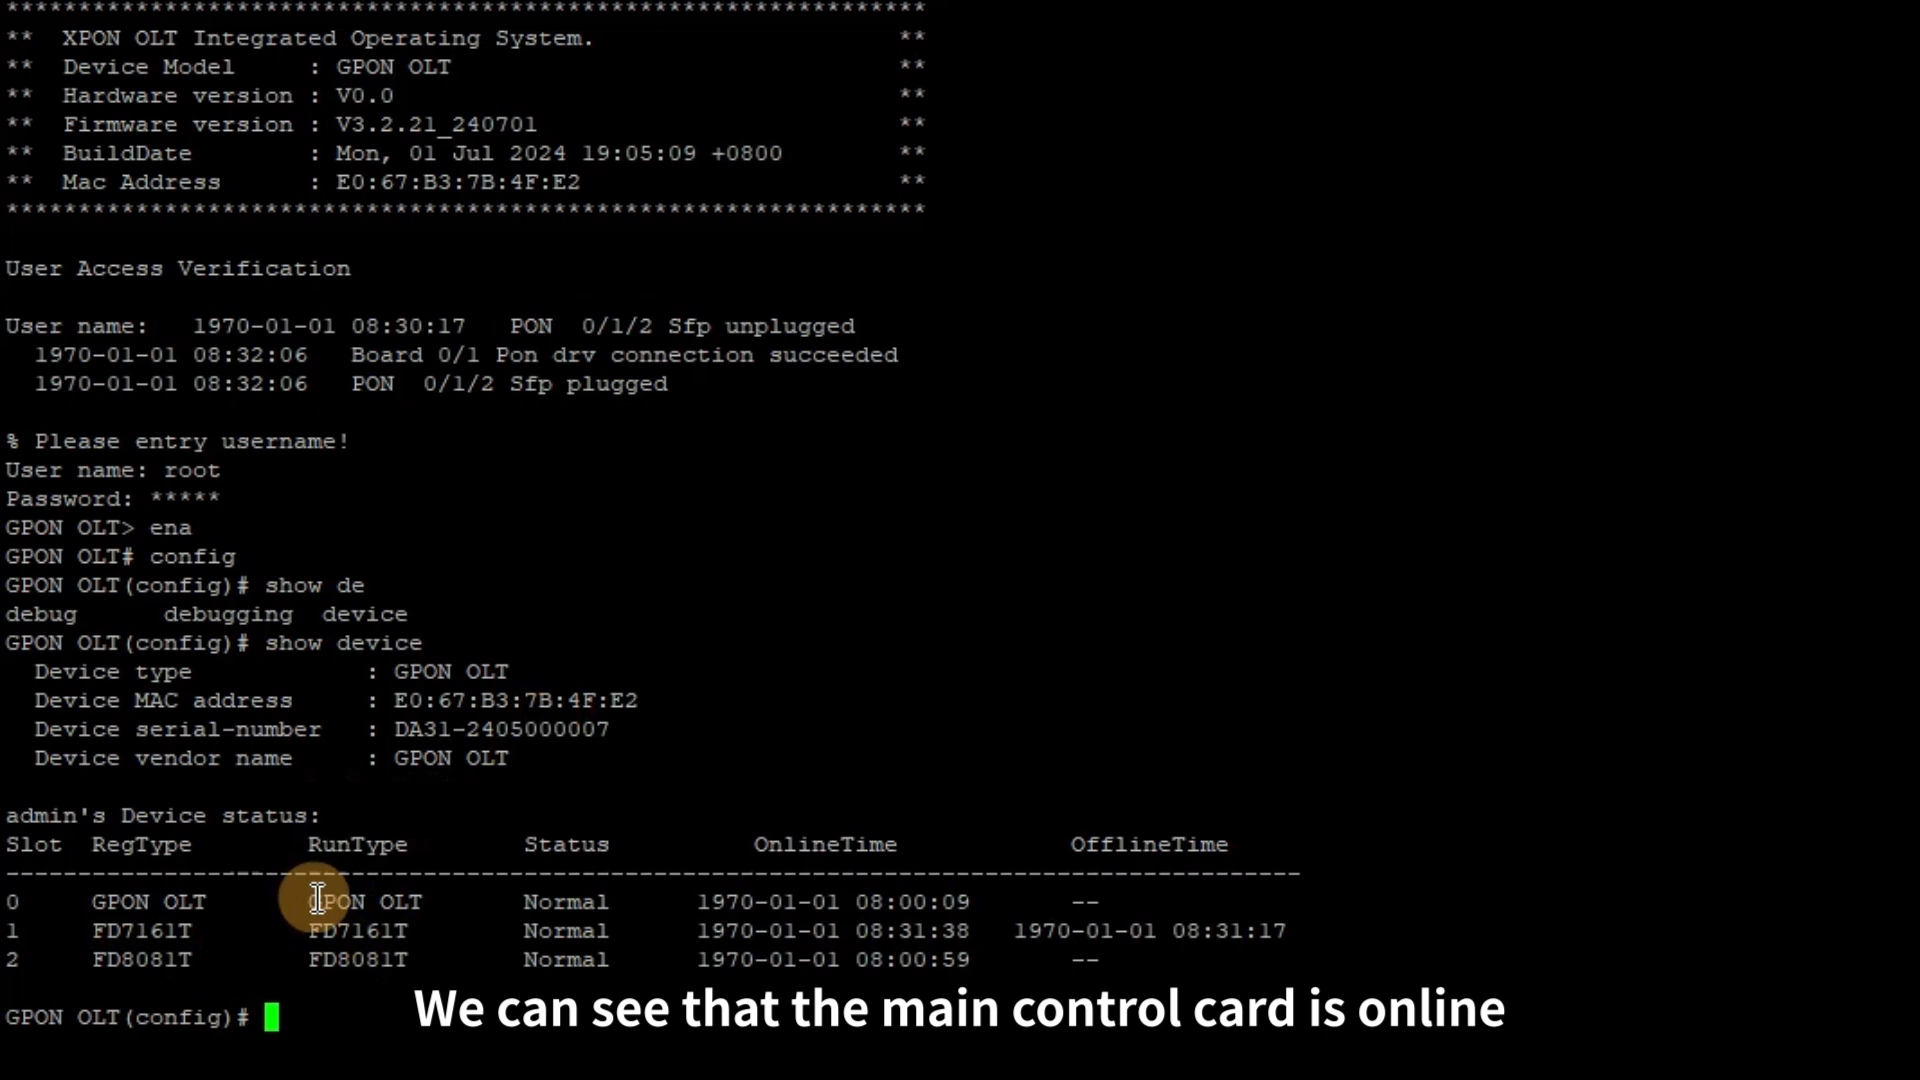 ****************************************************************
**  XPON OLT Integrated Operating System.                     **
**  Device Model     : GPON OLT                               **
**  Hardware version : V0.0                                   **
**  Firmware version : V3.2.21_240701                         **
**  BuildDate        : Mon, 01 Jul 2024 19:05:09 +0800        **
**  Mac Address      : E0:67:B3:7B:4F:E2                      **
****************************************************************
User Access Verification
User name:   1970-01-01 08:30:17   PON  0/1/2 Sfp unplugged
  1970-01-01 08:32:06   Board 0/1 Pon drv connection succeeded
  1970-01-01 08:32:06   PON  0/1/2 Sfp plugged
% Please entry username!
User name: root
Password: *****
GPON OLT> ena
GPON OLT# config
GPON OLT(config)# show de
debug      debugging  device
GPON OLT(config)# show device
  Device type            : GPON OLT
  Device MAC address     : E0:67:B3:7B:4F:E2
  Device serial-number   : DA31-2405000007
  Device vendor name     : GPON OLT
admin's Device status:
Slot  RegType        RunType        Status          OnlineTime            OfflineTime
------------------------------------------------------------------------------------------
0     GPON OLT       GPON OLT       Normal      1970-01-01 08:00:09       --
1     FD7161T        FD7161T        Normal      1970-01-01 08:31:38   1970-01-01 08:31:17
2     FD8081T        FD8081T        Normal      1970-01-01 08:00:59       --
GPON OLT(config)#
We can see that the main control card is online